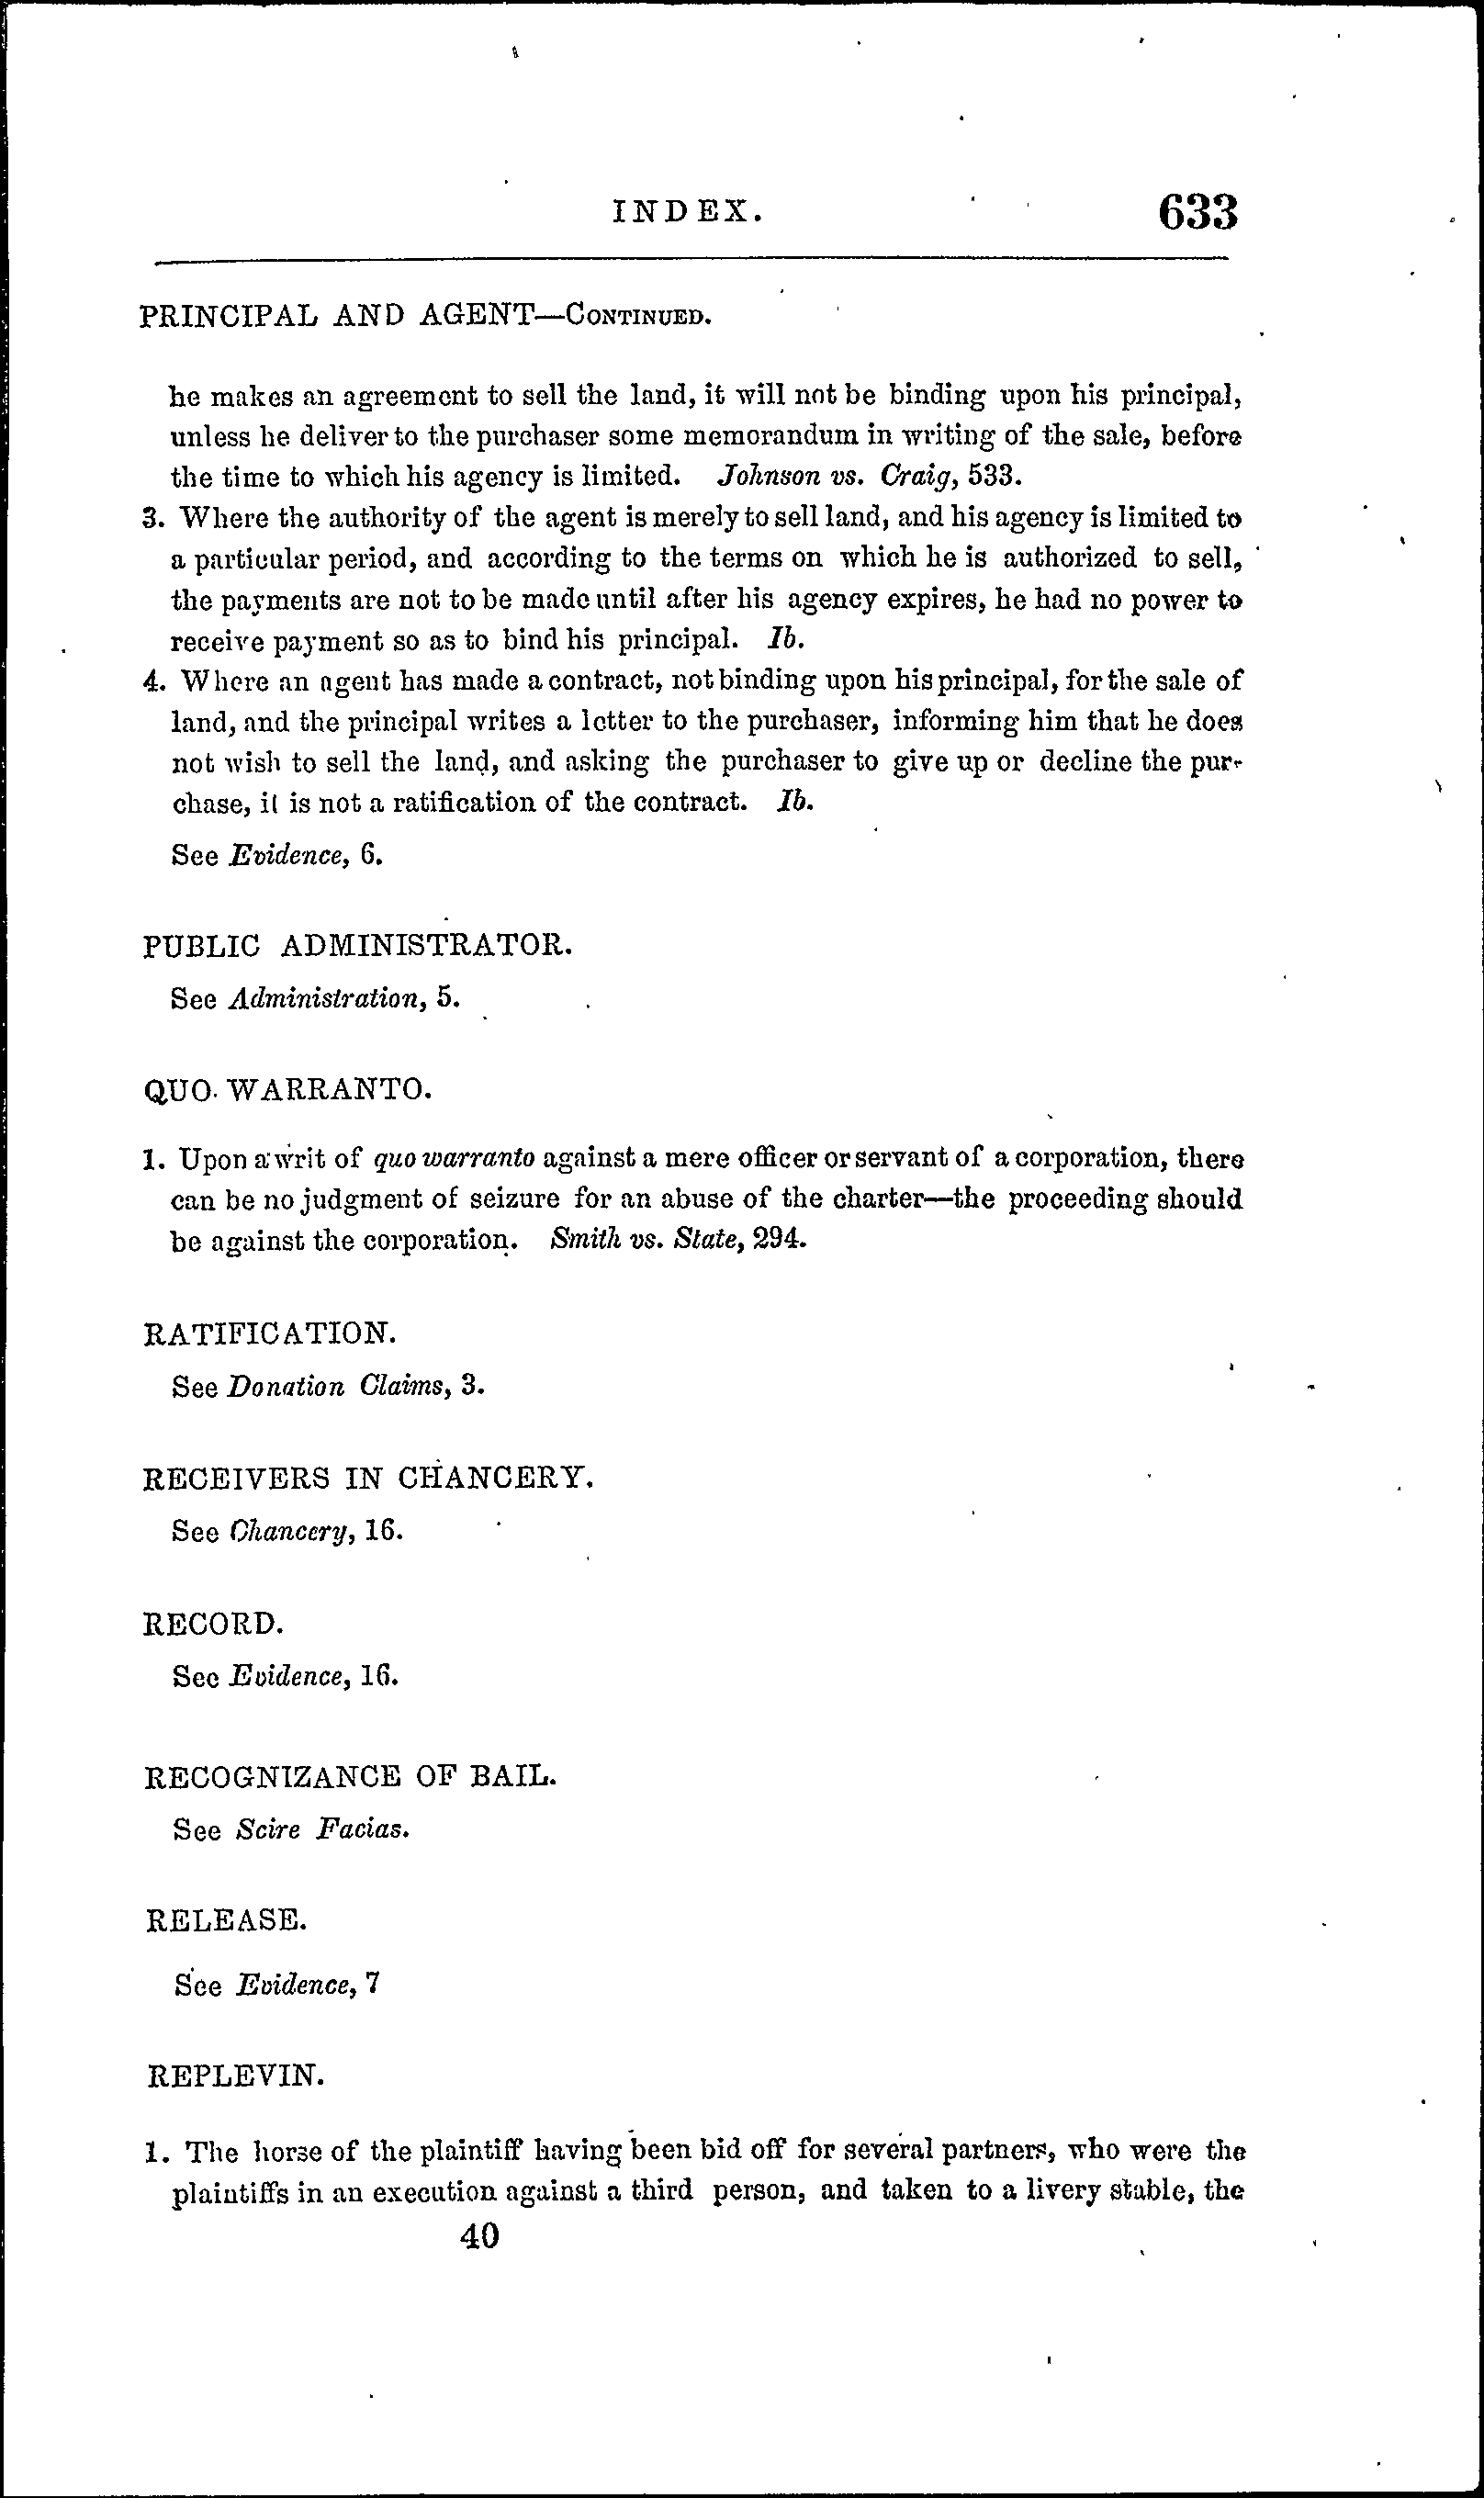 INDEX. 633
PRINCIPAL AND AGENT—CONTINUED.
he makes an agreement to sell the land, it will not be binding upon his principal,
unless he deliver to the purchaser some memorandum in writing of the sale, before
the time to which his agency is limited. Johnson vs. Craig, 533.
3. Where the authority of the agent is merely to sell land, and his agency is limited to
a particular period, and according to the terms on which he is authorized to sell,
the payments are not to be made until after his agency expires, he had no power to
receive payment so as to bind his principal. Ib.
4. Where an agent has made a contract, not binding upon his principal, for the sale of
land, and the principal writes a letter to the purchaser, informing him that he does
not wish to sell the land, and asking the purchaser to give up or decline the pur-
chase, it is not a ratification of the contract. Ib.
See Evidence, 6.
PUBLIC ADMINISTRATOR.
See Administration, 5.
QUO WARRANTO.
1. Upon a writ of quo warranto against a mere officer or servant of a corporation, there
can be no judgment of seizure for an abuse of the charter—the proceeding should
be against the corporation. Smith vs. State, 294.
RATIFICATION.
See Donation Claims, 3.
RECEIVERS IN CHANCERY.
See Chancery, 16.
RECORD.
See Evidence, 16.
RECOGNIZANCE OF BAIL.
See Scire Facias.
RELEASE.
See Evidence, 7
REPLEVIN.
1. The horse of the plaintiff having been bid off for several partners, who were the
plaintiffs in an execution against a third person, and taken to a livery stable, the
40